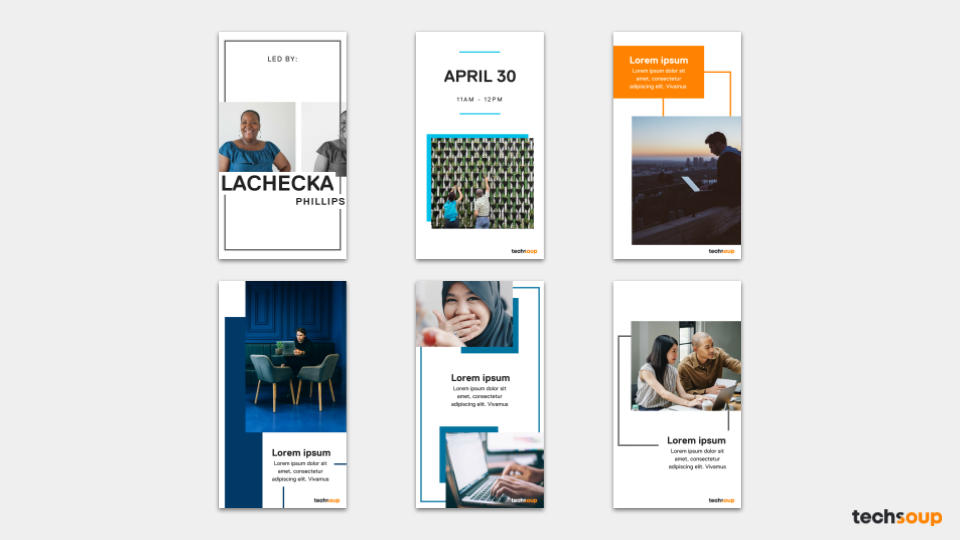 LED BY:
LACHECKA
PHILLIPS
APRIL 30
11AM - 12PM
techsoup
Lorem ipsum
Lorem ipsum dolor sit
amet, consectetur
adipiscing elit. Vivamus
techsoup
Lorem ipsum
Lorem ipsum dolor sit
amet, consectetur
adipiscing elit. Vivamus
techsoup
Lorem ipsum
Lorem ipsum dolor sit
amet, consectetur
adipiscing elit. Vivamus
techsoup
Lorem ipsum
Lorem ipsum dolor sit
amet, consectetur
adipiscing elit. Vivamus
techsoup
techsoup